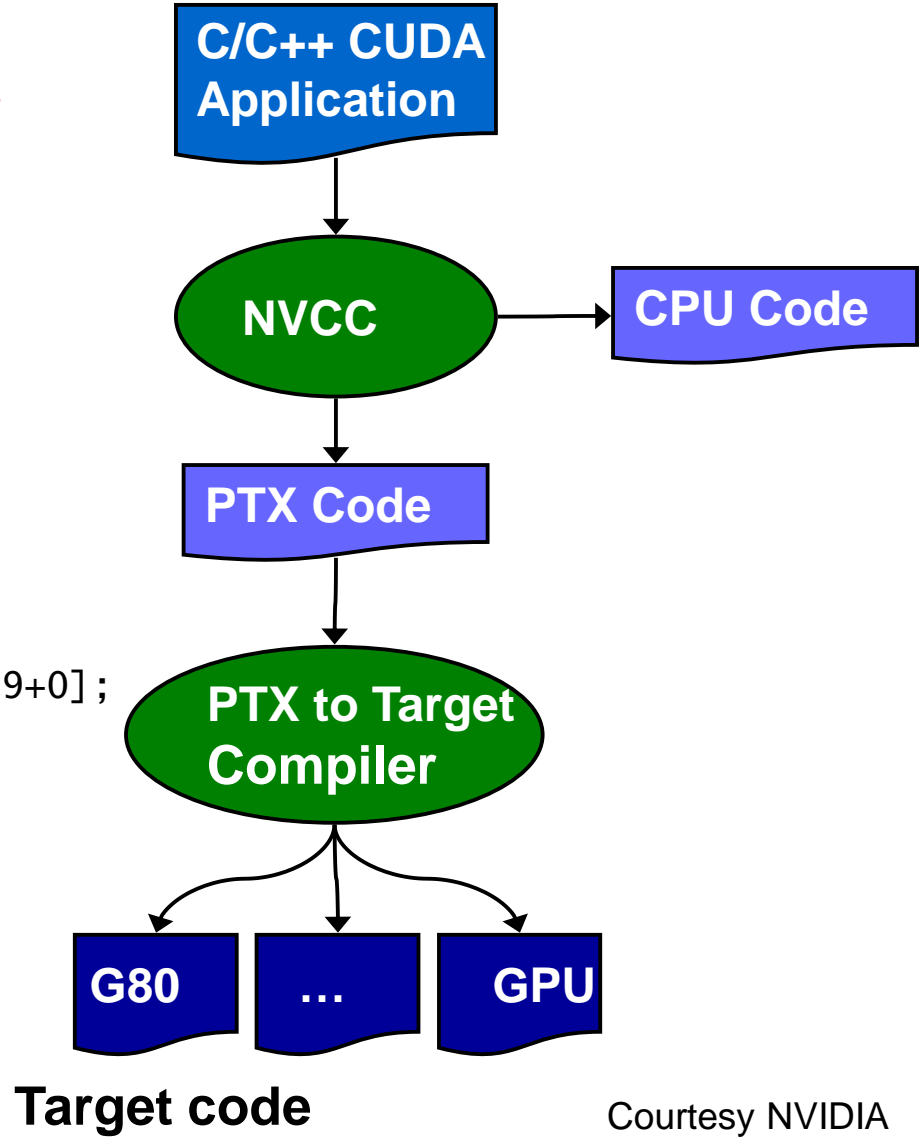 C/C++ CUDA
Application
NVCC
CPU Code
PTX Code
9+0];
PTX to Target
Compiler
G80
…
GPU
Target code
Courtesy NVIDIA